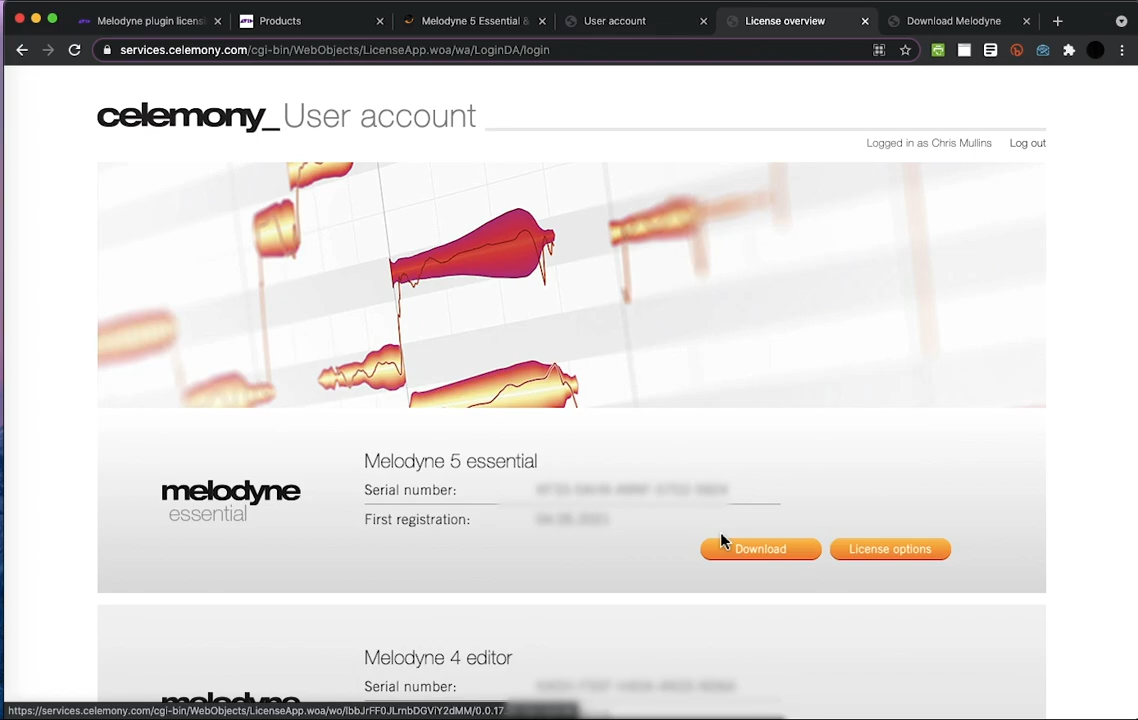 Melodyne plugin licensi
Products
Melodyne 5 Essential &
User account
License overview
Download Melodyne
services.celemony.com/cgi-bin/WebObjects/LicenseApp.woa/wa/LoginDA/login
celemony_ User account
Logged in as Chris Mullins Log out
melodyne
essential
Melodyne 5 essential
Serial number:
First registration:
Download
License options
melodyne
Melodyne 4 editor
Serial number:
https://services.celemony.com/cgi-bin/WebObjects/LicenseApp.woa/wo/lbbJrFF0JLrnbDGViY2dMM/0.0.17